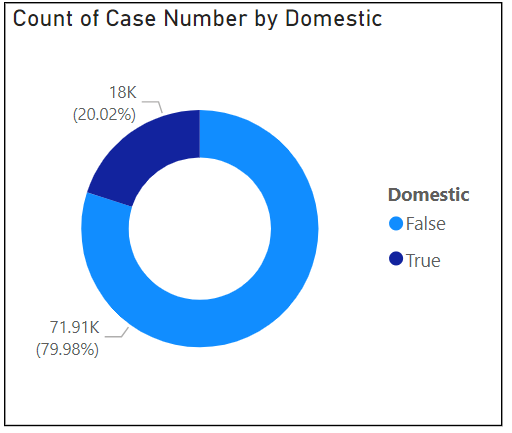 Count of Case Number by Domestic
18K
(20.02%)
Domestic
False
True
71.91K
(79.98%)